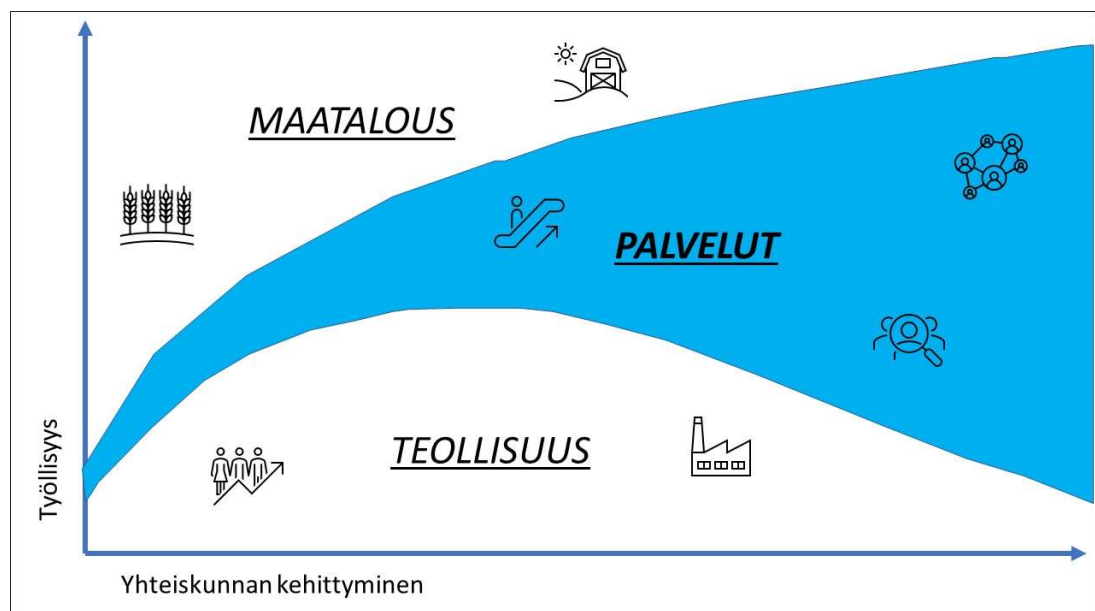 MAATALOUS
PALVELUT
TEOLLISUUS
Työllisyys
Yhteiskunnan kehittyminen